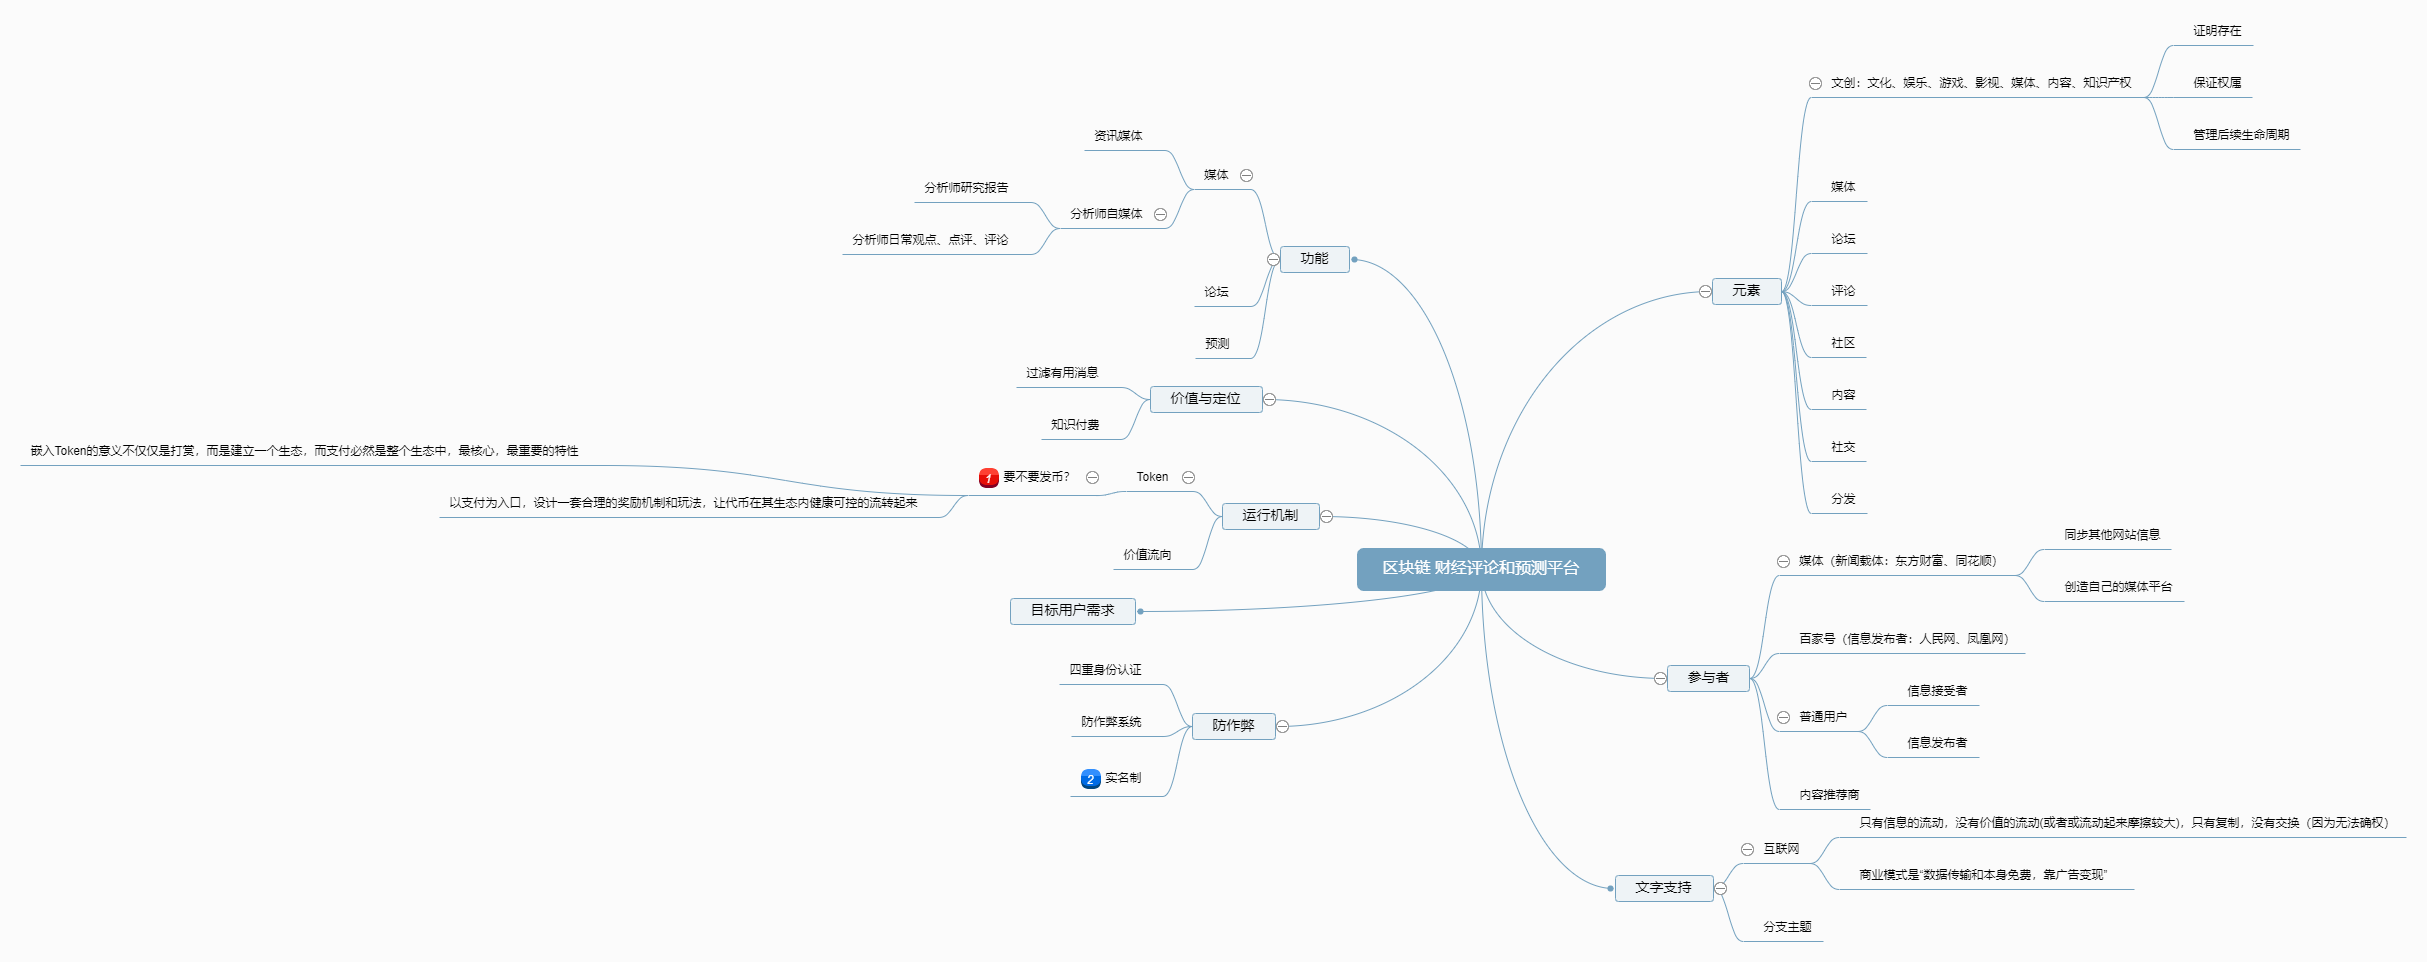 区块链 财经评论和预测平台
元素
文创：文化、娱乐、游戏、影视、媒体、内容、知识产权
证明存在
保证权属
管理后续生命周期
媒体
论坛
评论
社区
内容
社交
分发
参与者
媒体（新闻载体：东方财富、同花顺）
同步其他网站信息
创造自己的媒体平台
百家号（信息发布者：人民网、凤凰网）
普通用户
信息接受者
信息发布者
内容推荐商
文字支持
互联网
只有信息的流动，没有价值的流动(或者或流动起来摩擦较大)，只有复制，没有交换（因为无法确权）
商业模式是“数据传输和本身免费，靠广告变现”
分支主题
功能
媒体
资讯媒体
分析师自媒体
分析师研究报告
分析师日常观点、点评、评论
论坛
预测
价值与定位
过滤有用消息
知识付费
运行机制
Token
1 要不要发币？
嵌入Token的意义不仅仅是打赏，而是建立一个生态，而支付必然是整个生态中，最核心，最重要的特性
以支付为入口，设计一套合理的奖励机制和玩法，让代币在其生态内健康可控的流转起来
价值流向
目标用户需求
防作弊
四重身份认证
防作弊系统
2 实名制